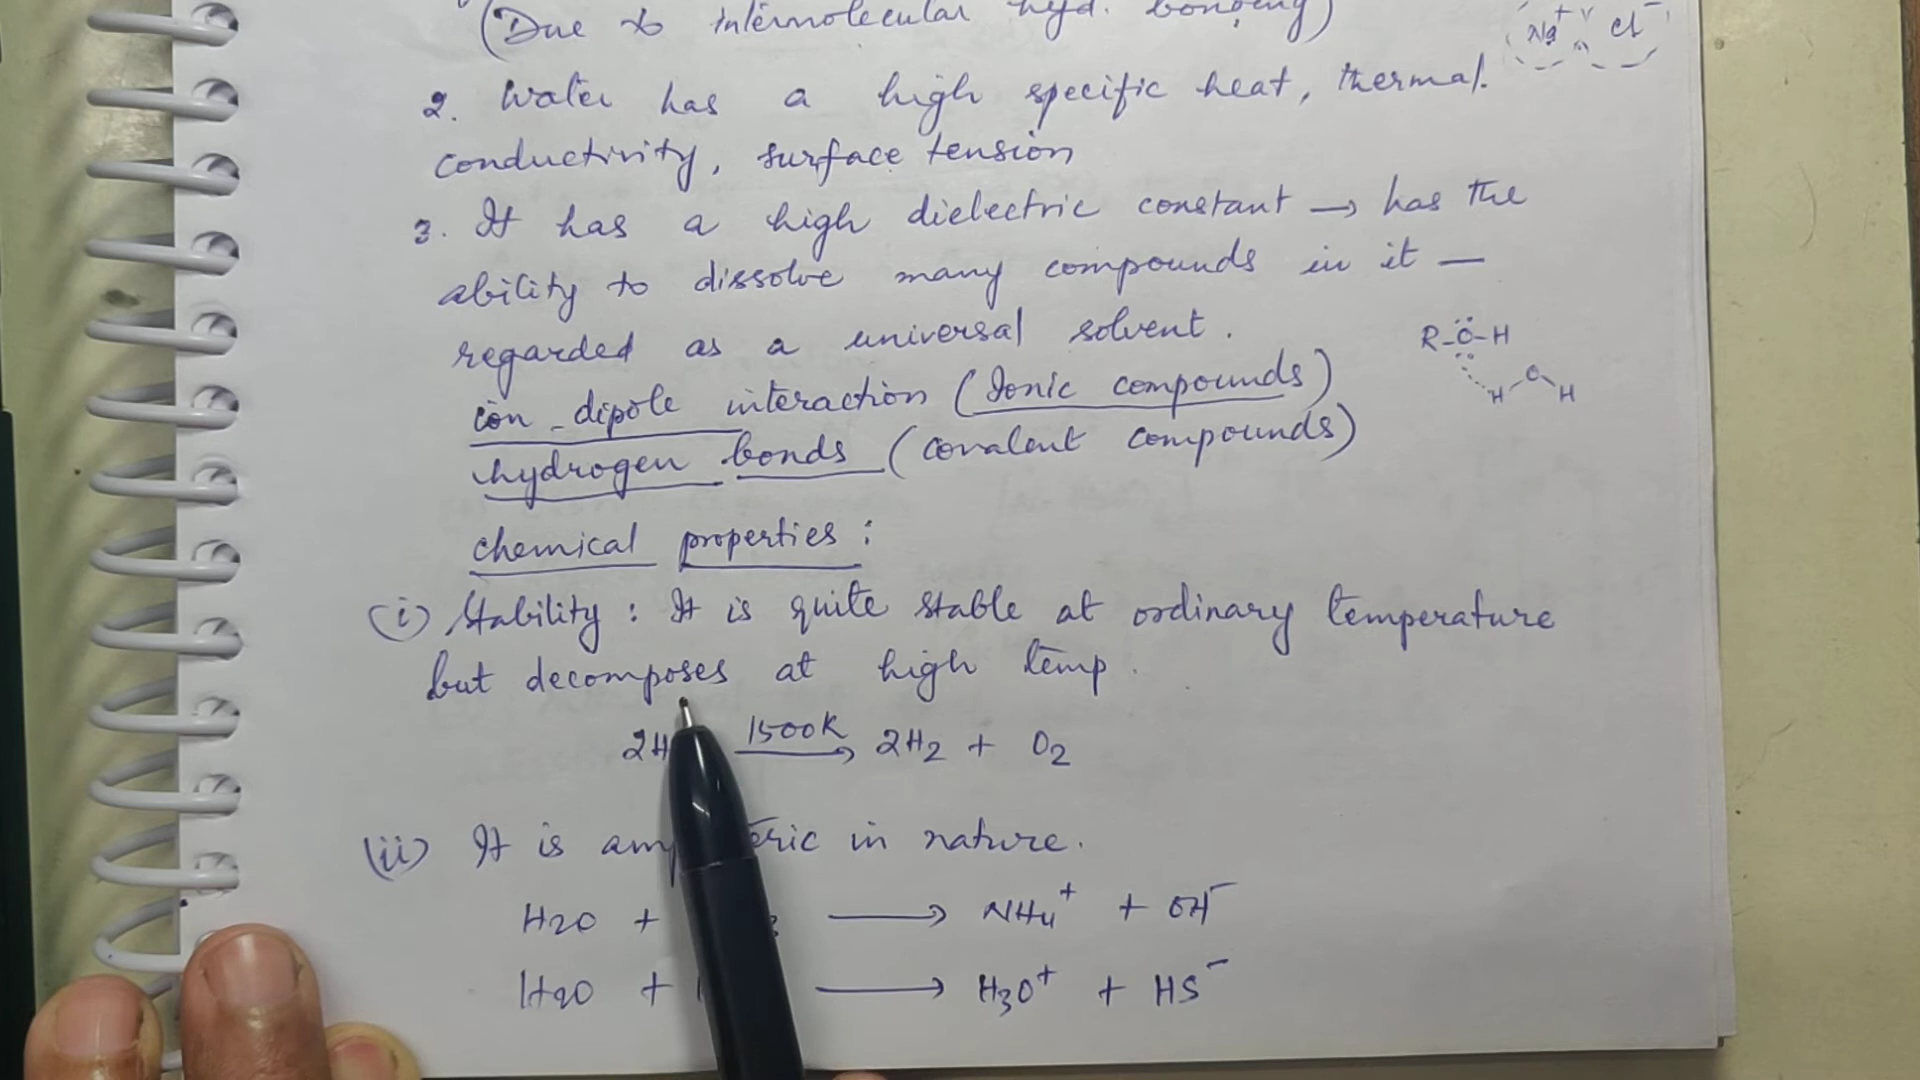 (Due to intermolecular hyd. bonding)
Na+ Cl-
2. Water has a high specific heat, thermal.
conductivity, surface tension
3. It has a high dielectric constant → has the
ability to dissolve many compounds in it —
regarded as a universal solvent.
R-O-H
H O H
ion-dipole interaction (Ionic compounds)
hydrogen bonds (covalent compounds)
chemical properties:
(i) Stability: It is quite stable at ordinary temperature
but decomposes at high temp.
2H 1500K → 2H2 + O2
(ii) It is in nature.
H2O + → NH4+ + OH-
H2O + → H3O+ + HS-